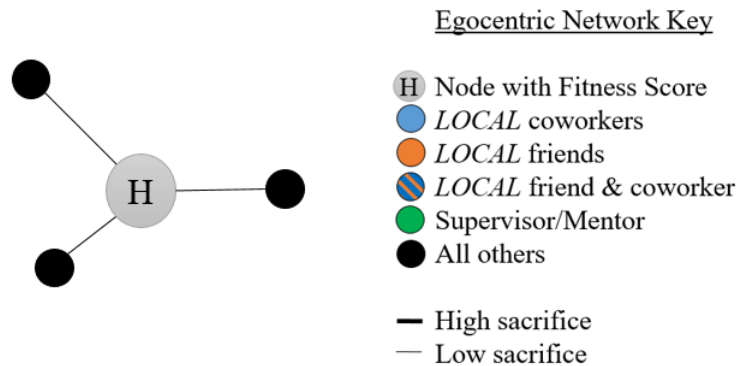 Egocentric Network Key
H Node with Fitness Score
LOCAL coworkers
LOCAL friends
H
LOCAL friend & coworker
Supervisor/Mentor
All others
High sacrifice
Low sacrifice